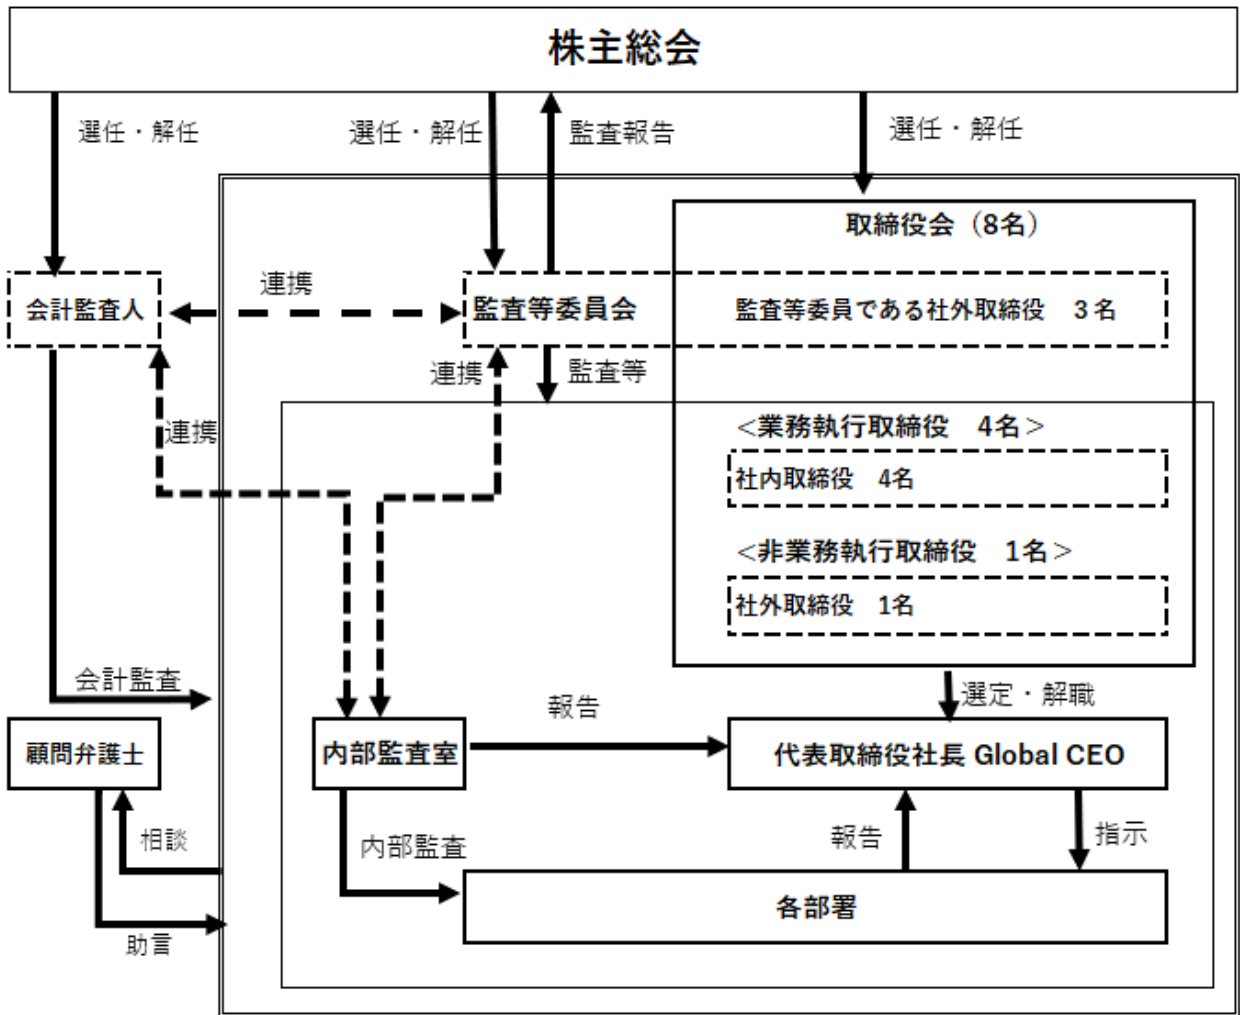 株主総会
選任・解任
選任・解任
監査報告
選任・解任
取締役会（8名）
会計監査人
連携
監査等委員会
監査等委員である社外取締役　３名
連携
監査等
連携
＜業務執行取締役　4名＞
社内取締役　4名
＜非業務執行取締役　1名＞
社外取締役　1名
会計監査
選定・解職
報告
顧問弁護士
内部監査室
代表取締役社長 Global CEO
相談
内部監査
報告
指示
各部署
助言